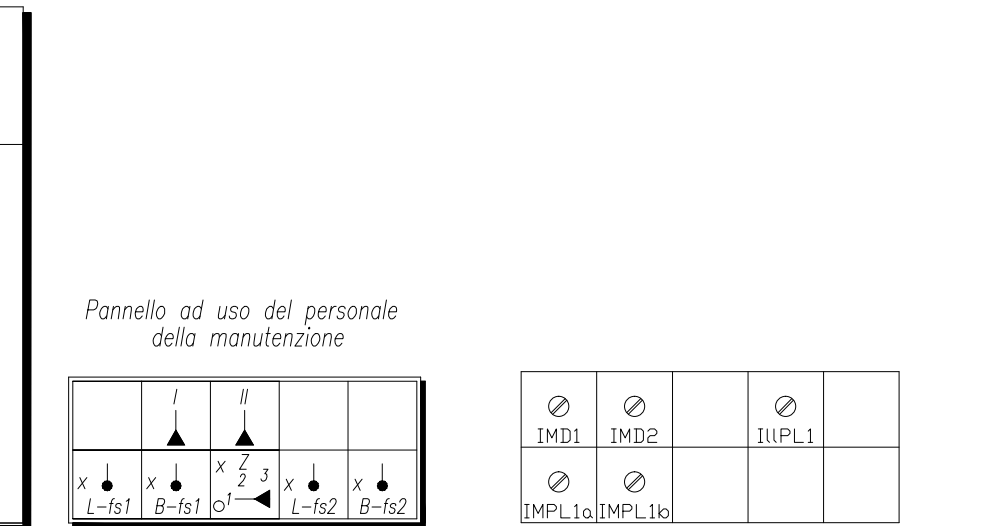 Pannello ad uso del personale
della manutenzione
I II
X Z
2 3
X X 1 X X
L-fs1 B-fs1 L-fs2 B-fs2
IMD1 IMD2 IllPL1
IMPL1a IMPL1b